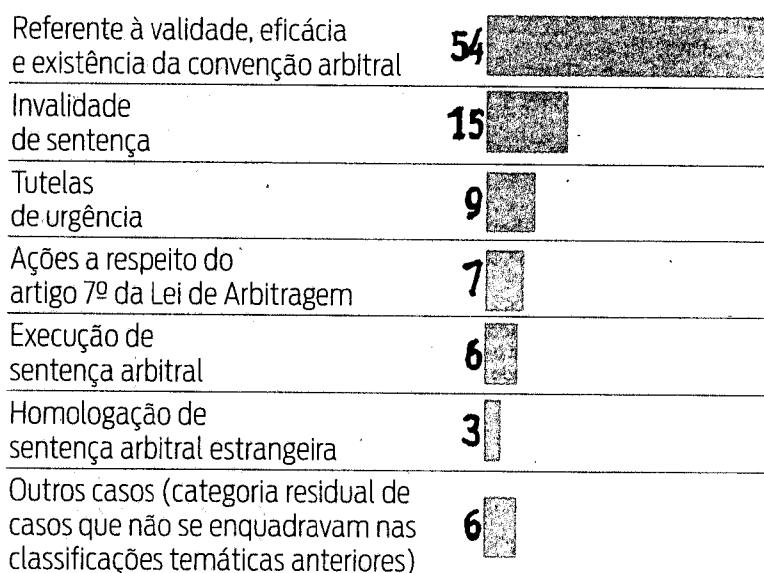 Referente à validade, eficácia
e existência da convenção arbitral 54
Invalidade
de sentença 15
Tutelas
de urgência 9
Ações a respeito do
artigo 7º da Lei de Arbitragem 7
Execução de
sentença arbitral 6
Homologação de
sentença arbitral estrangeira 3
Outros casos (categoria residual de
casos que não se enquadravam nas 6
classificações temáticas anteriores)